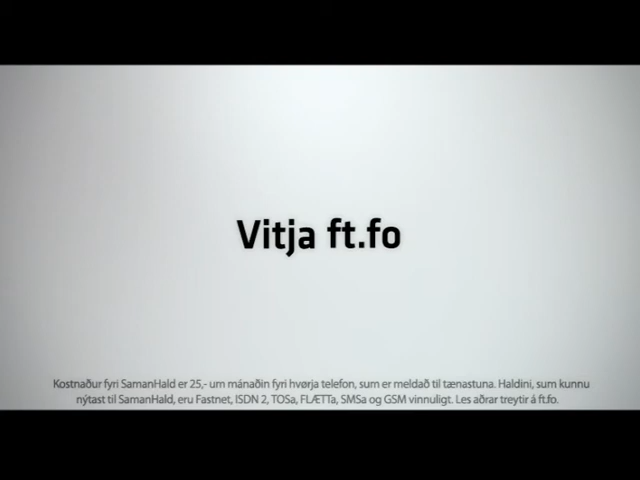 Vitja ft.fo
Kostnaður fyri SamanHald er 25,- um mánaðin fyri hvørja telefon, sum er meldað til tænastuna. Haldini, sum kunnu
nýtast til SamanHald, eru Fastnet, ISDN 2, TOSa, FLÆTTa, SMSa og GSM vinnuligt. Les aðrar treytir á ft.fo.